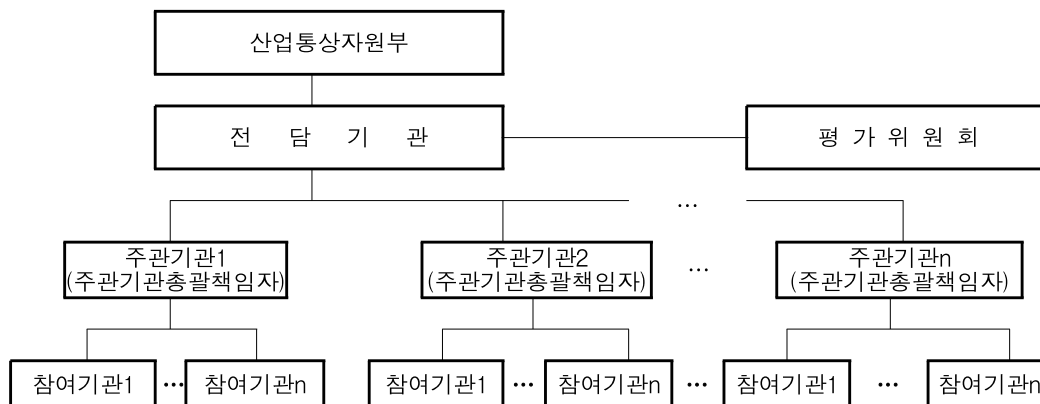 산업통상자원부
전 담 기 관
평 가 위 원 회
...
주관기관1
(주관기관총괄책임자)
주관기관2
(주관기관총괄책임자)
...
주관기관n
(주관기관총괄책임자)
참여기관1
...
참여기관n
참여기관1
...
참여기관n
...
참여기관1
...
참여기관n